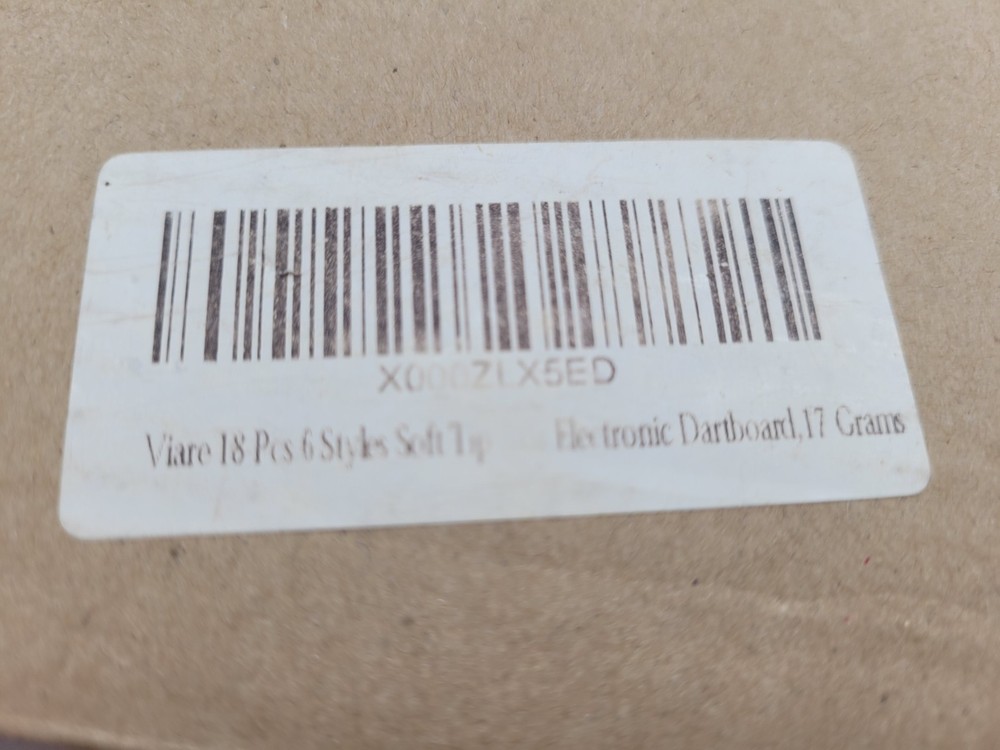 X000ZLX5ED
Viare 18 Pcs 6 Styles Soft Tip Electronic Dartboard,17 Grams